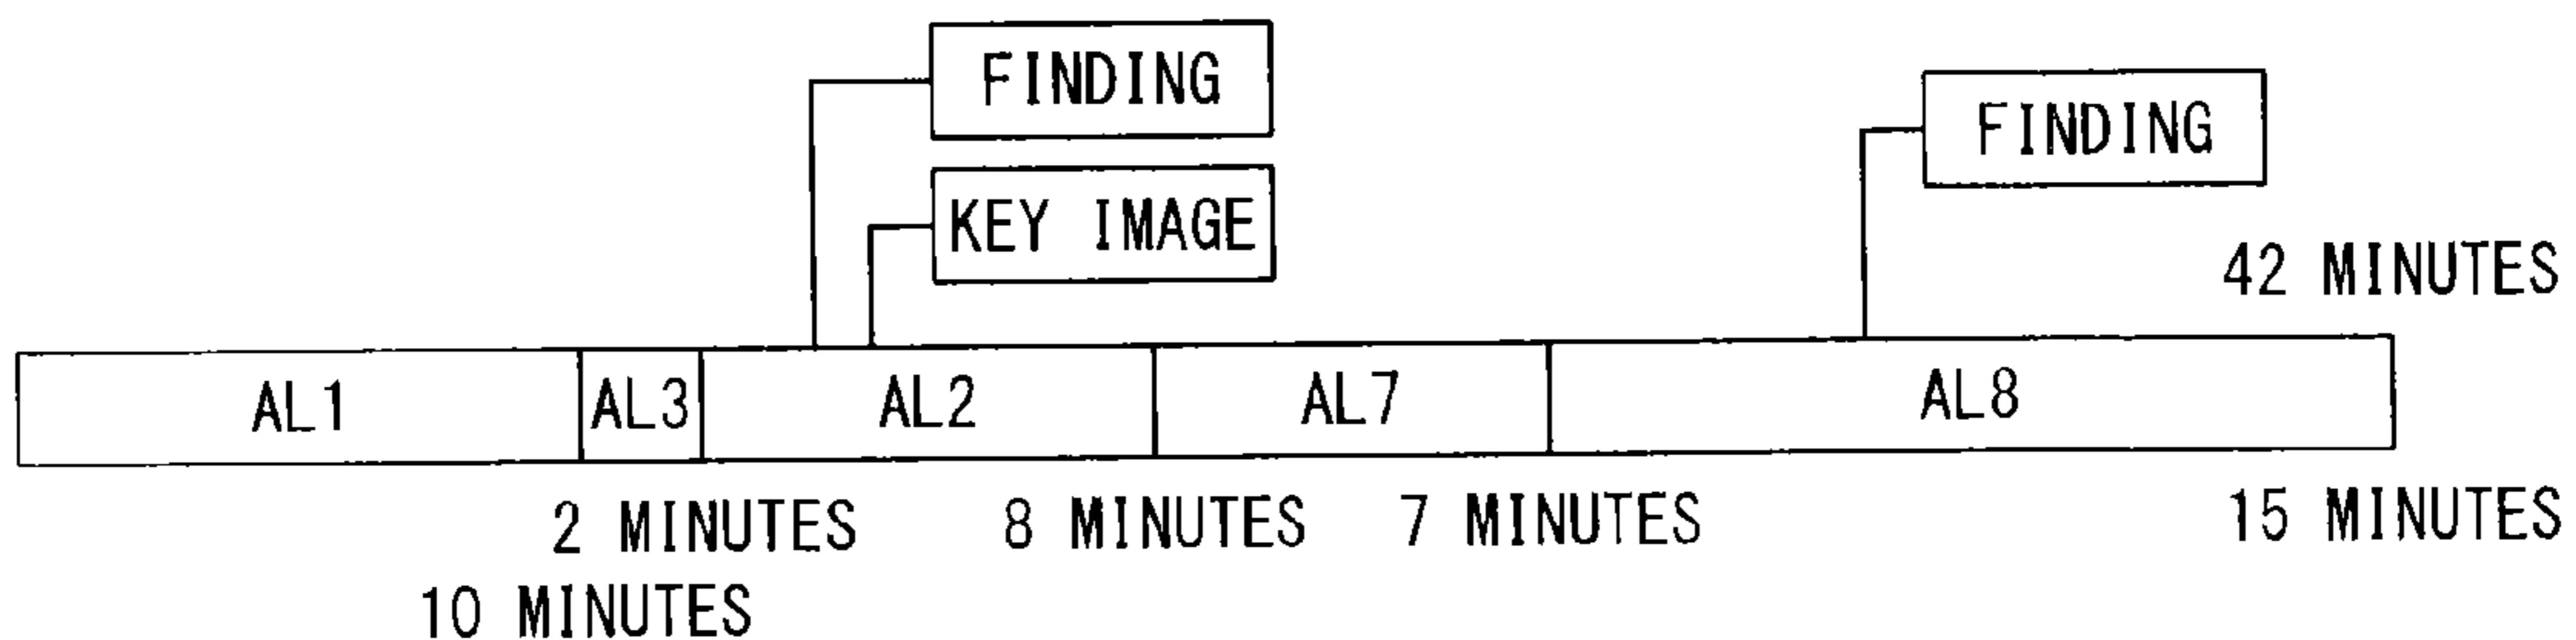 FINDING
FINDING
KEY IMAGE
42 MINUTES
AL1 AL3 AL2 AL7 AL8
2 MINUTES 8 MINUTES 7 MINUTES 15 MINUTES
10 MINUTES